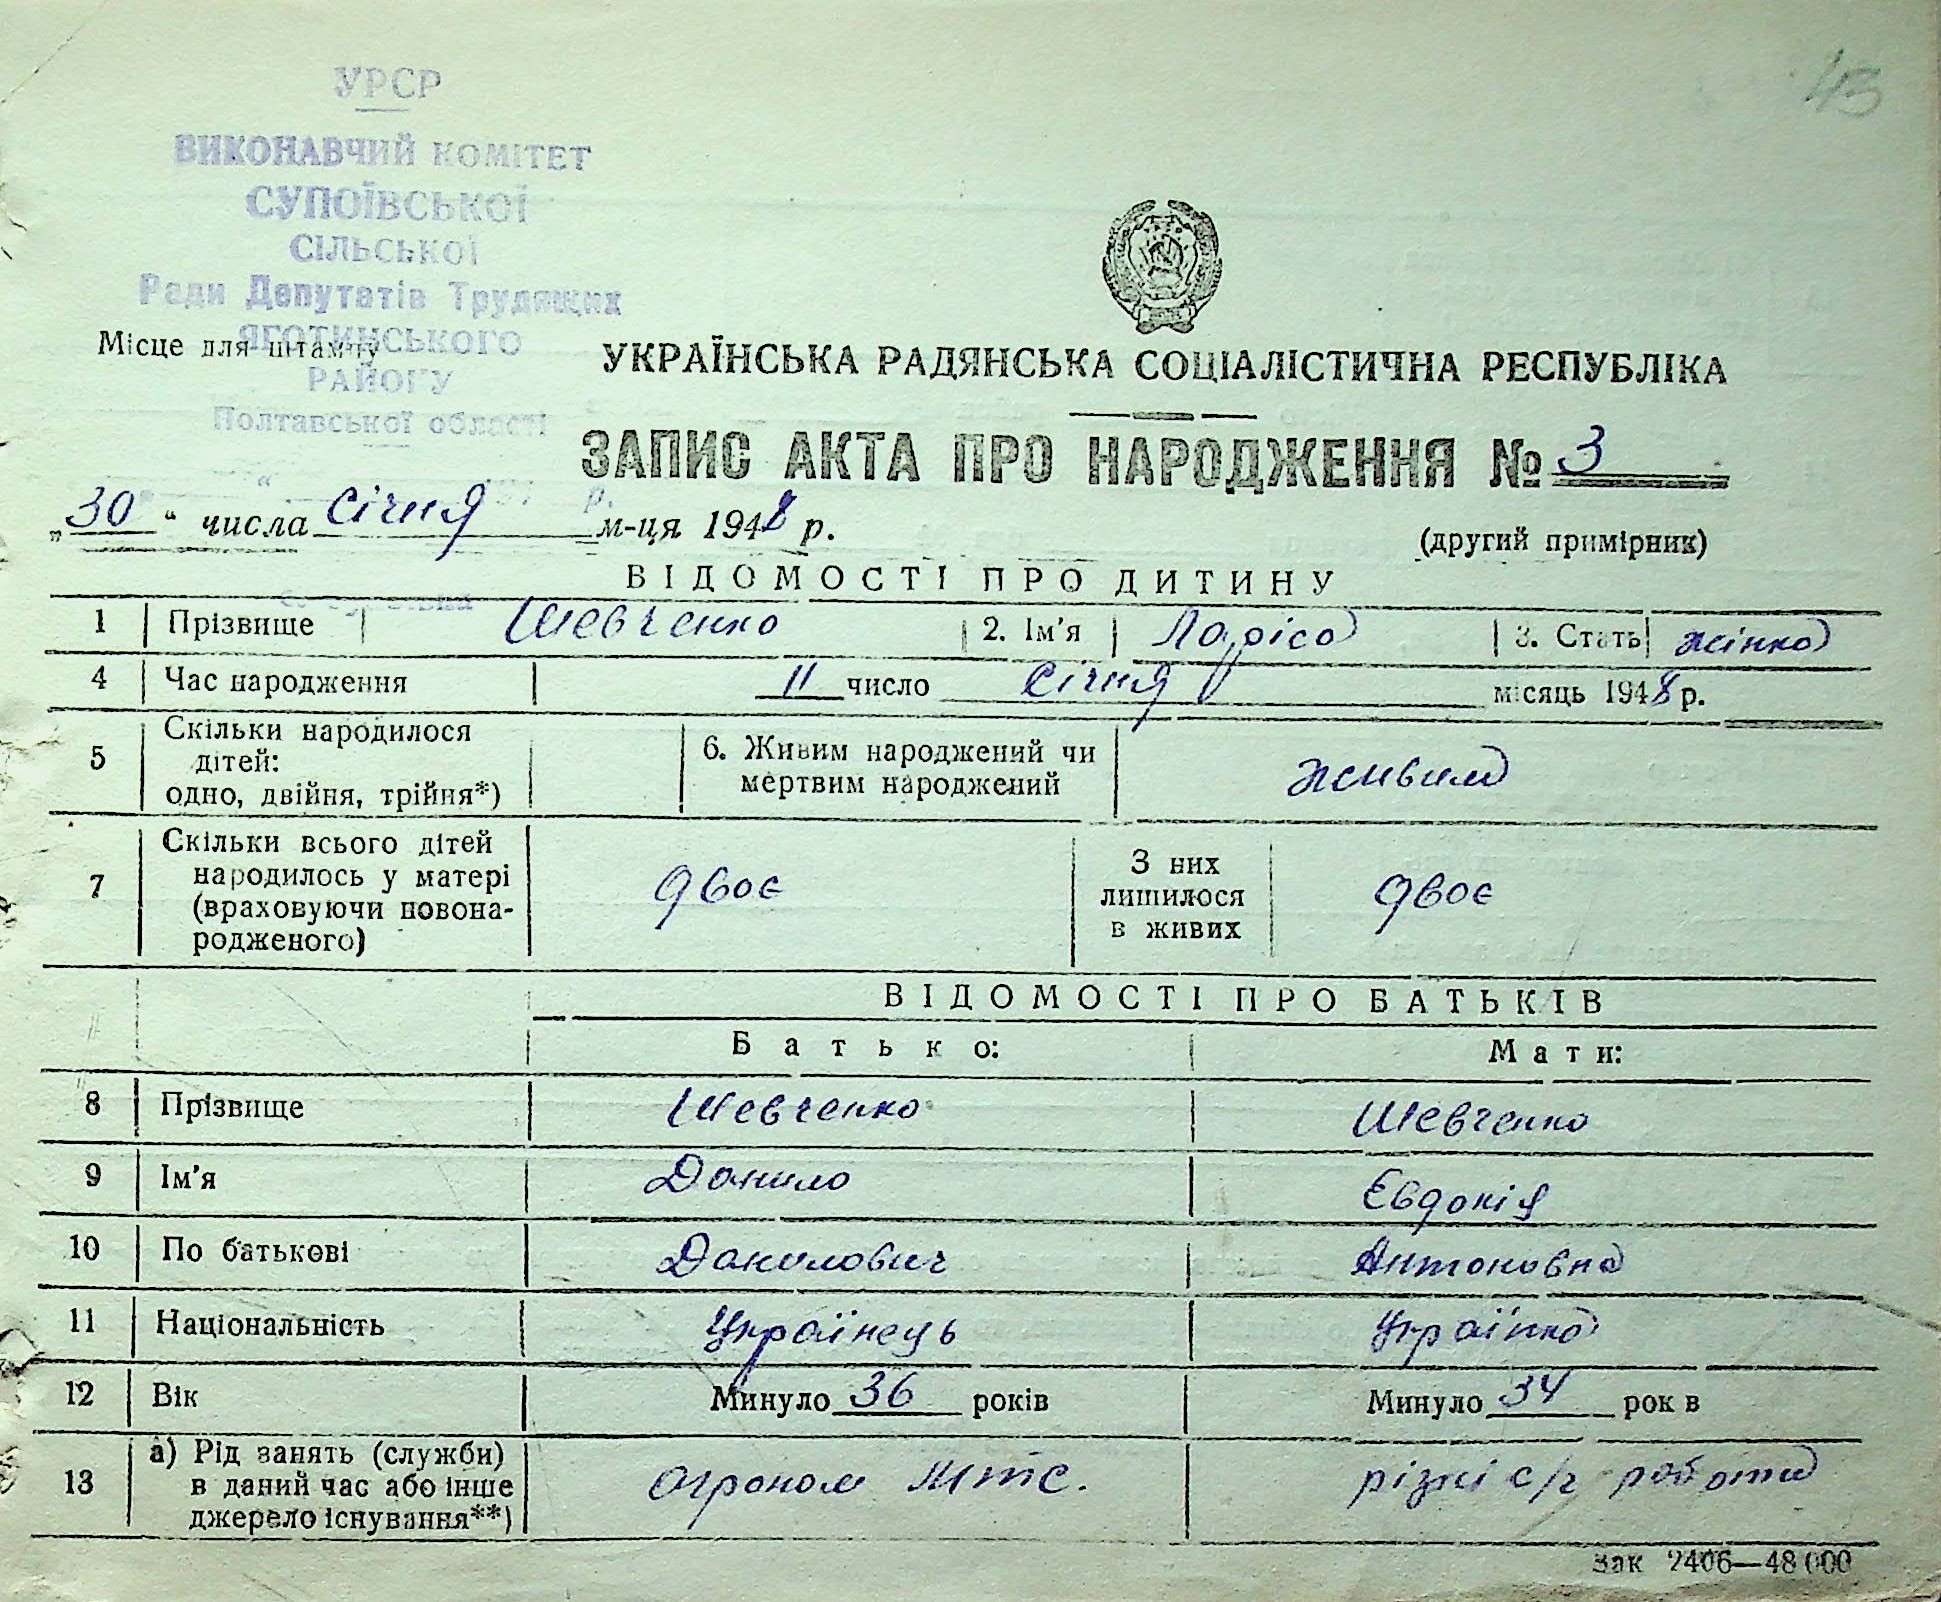 43
УРСР
ВИКОНАВЧИЙ КОМІТЕТ
СУПОЇВСЬКОЇ
СІЛЬСЬКОЇ
Ради Депутатів Трудящих
ЯГОТИНСЬКОГО
РАЙОНУ
Полтавської області
Місце для штампу
УКРАЇНСЬКА РАДЯНСЬКА СОЦІАЛІСТИЧНА РЕСПУБЛІКА
ЗАПИС АКТА ПРО НАРОДЖЕННЯ № 3
„30“ числа січня м-ця 1948 р.
(другий примірник)
ВІДОМОСТІ ПРО ДИТИНУ
1 Прізвище Шевченко 2. Ім'я Ларіса 3. Стать жінка
4 Час народження 11 число січня місяць 1948 р.
5 Скільки народилося дітей: одно, двійня, трійня*) 6. Живим народжений чи мертвим народжений живим
7 Скільки всього дітей народилось у матері (враховуючи новонародженого) двоє З них лишилося в живих двоє
ВІДОМОСТІ ПРО БАТЬКІВ
Батько: Мати:
8 Прізвище Шевченко Шевченко
9 Ім'я Данило Євдокія
10 По батькові Данилович Антоновна
11 Національність Українець Українка
12 Вік Минуло 36 років Минуло 34 рок в
13 а) Рід занять (служби) в даний час або інше джерело існування**) агроном МТС. різні с/г роботи
Зак 2406—48 000